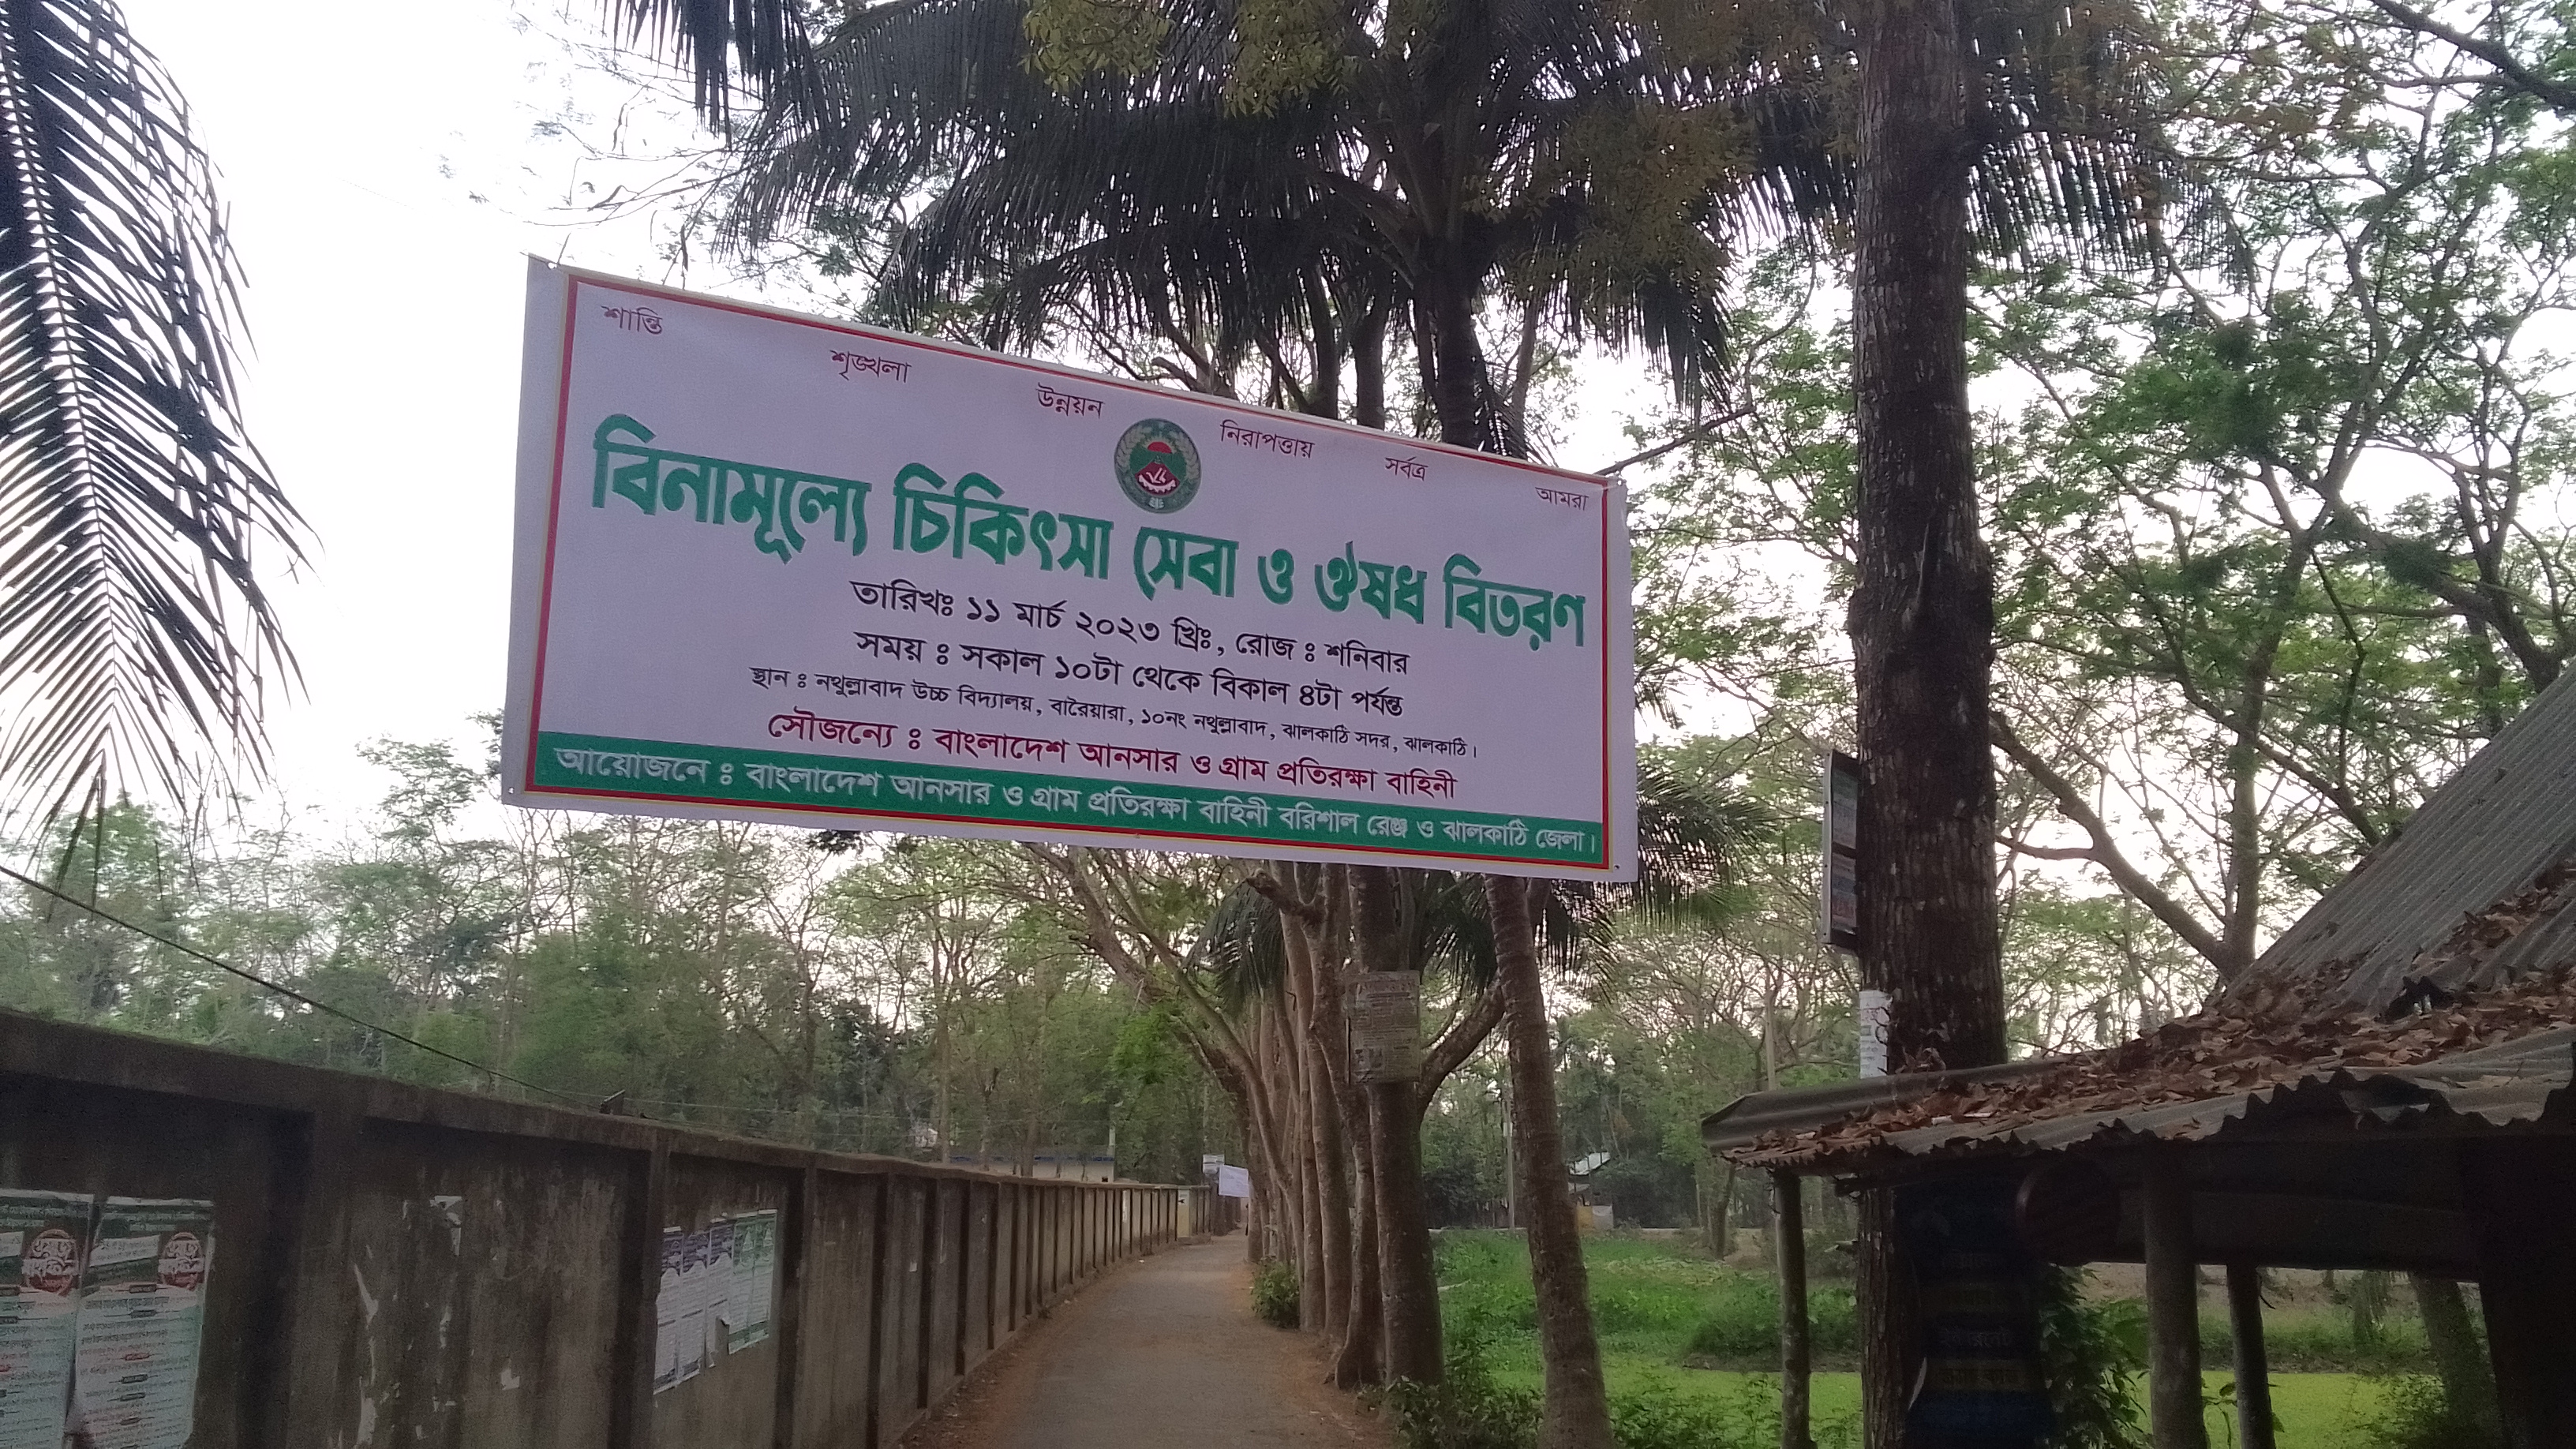 শান্তি শৃঙ্খলা উন্নয়ন নিরাপত্তায় সর্বত্র আমরা
বিনামূল্যে চিকিৎসা সেবা ও ঔষধ বিতরণ
তারিখঃ ১১ মার্চ ২০২৩ খ্রিঃ, রোজ ঃ শনিবার
সময় ঃ সকাল ১০টা থেকে বিকাল ৪টা পর্যন্ত
স্থান ঃ নথুল্লাবাদ উচ্চ বিদ্যালয়, বারৈয়ারা, ১০নং নথুল্লাবাদ, ঝালকাঠি সদর, ঝালকাঠি।
সৌজন্যে ঃ বাংলাদেশ আনসার ও গ্রাম প্রতিরক্ষা বাহিনী
আয়োজনে ঃ বাংলাদেশ আনসার ও গ্রাম প্রতিরক্ষা বাহিনী বরিশাল রেঞ্জ ও ঝালকাঠি জেলা।